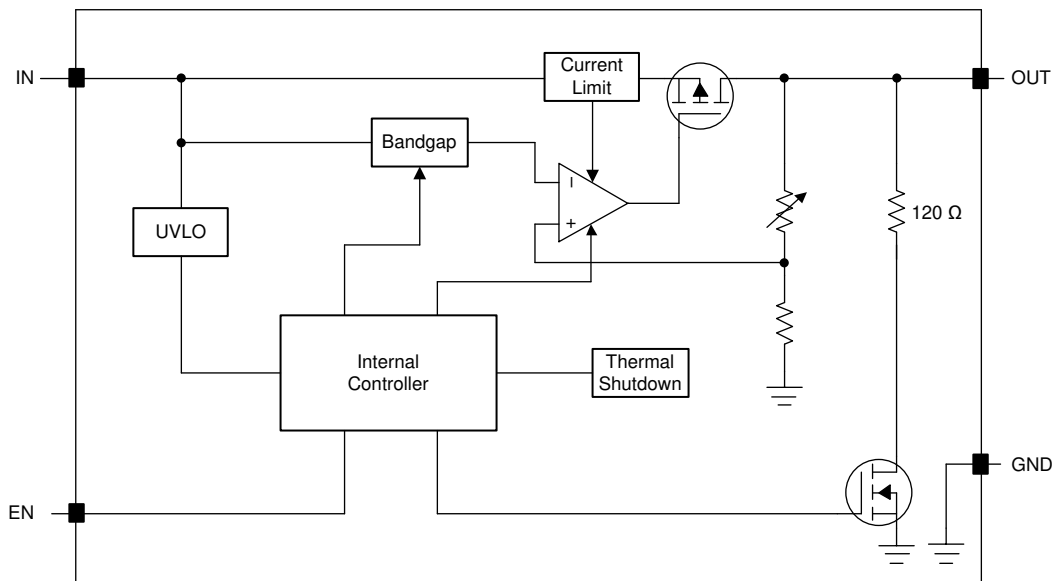 IN
Current
Limit
OUT
Bandgap
–
+
UVLO
120 Ω
Internal
Controller
Thermal
Shutdown
GND
EN